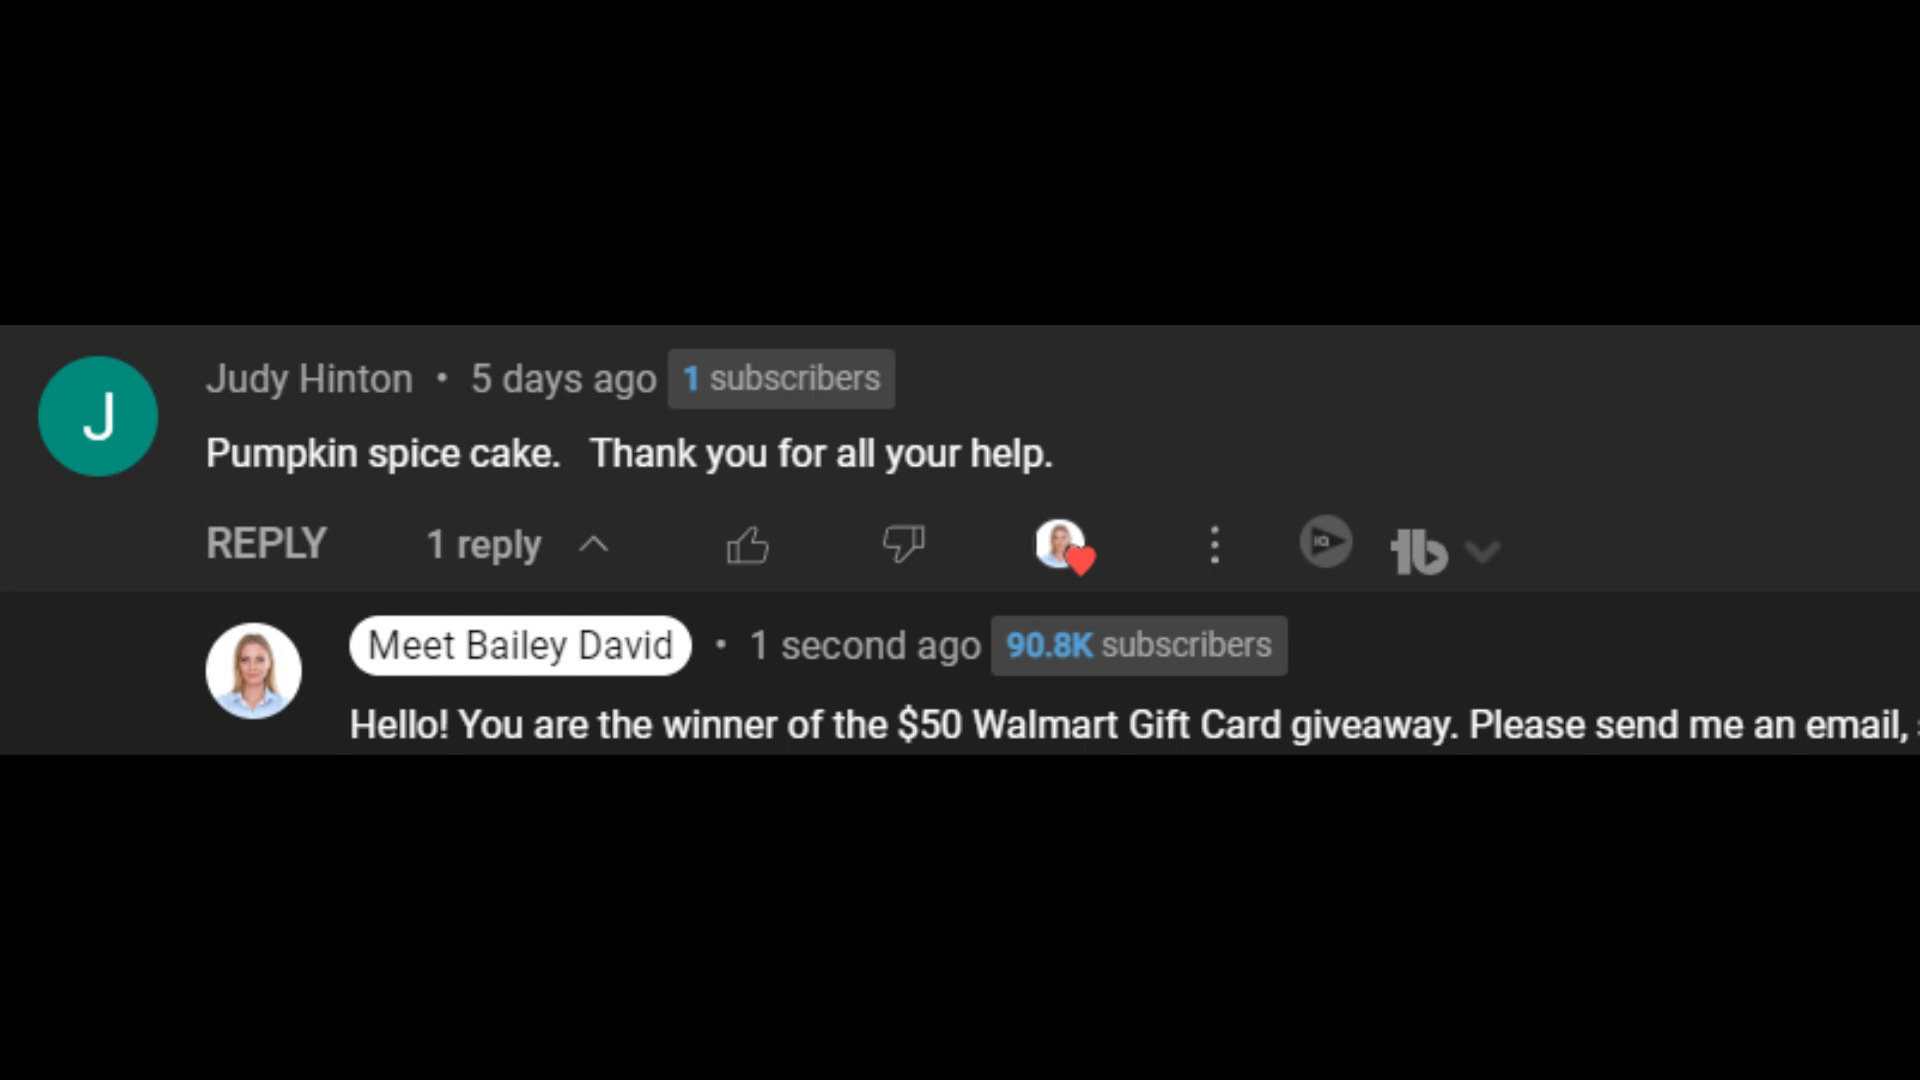 J
Judy Hinton • 5 days ago 1 subscribers
Pumpkin spice cake.   Thank you for all your help.
REPLY 1 reply IQ tb
Meet Bailey David • 1 second ago 90.8K subscribers
Hello! You are the winner of the $50 Walmart Gift Card giveaway. Please send me an email,